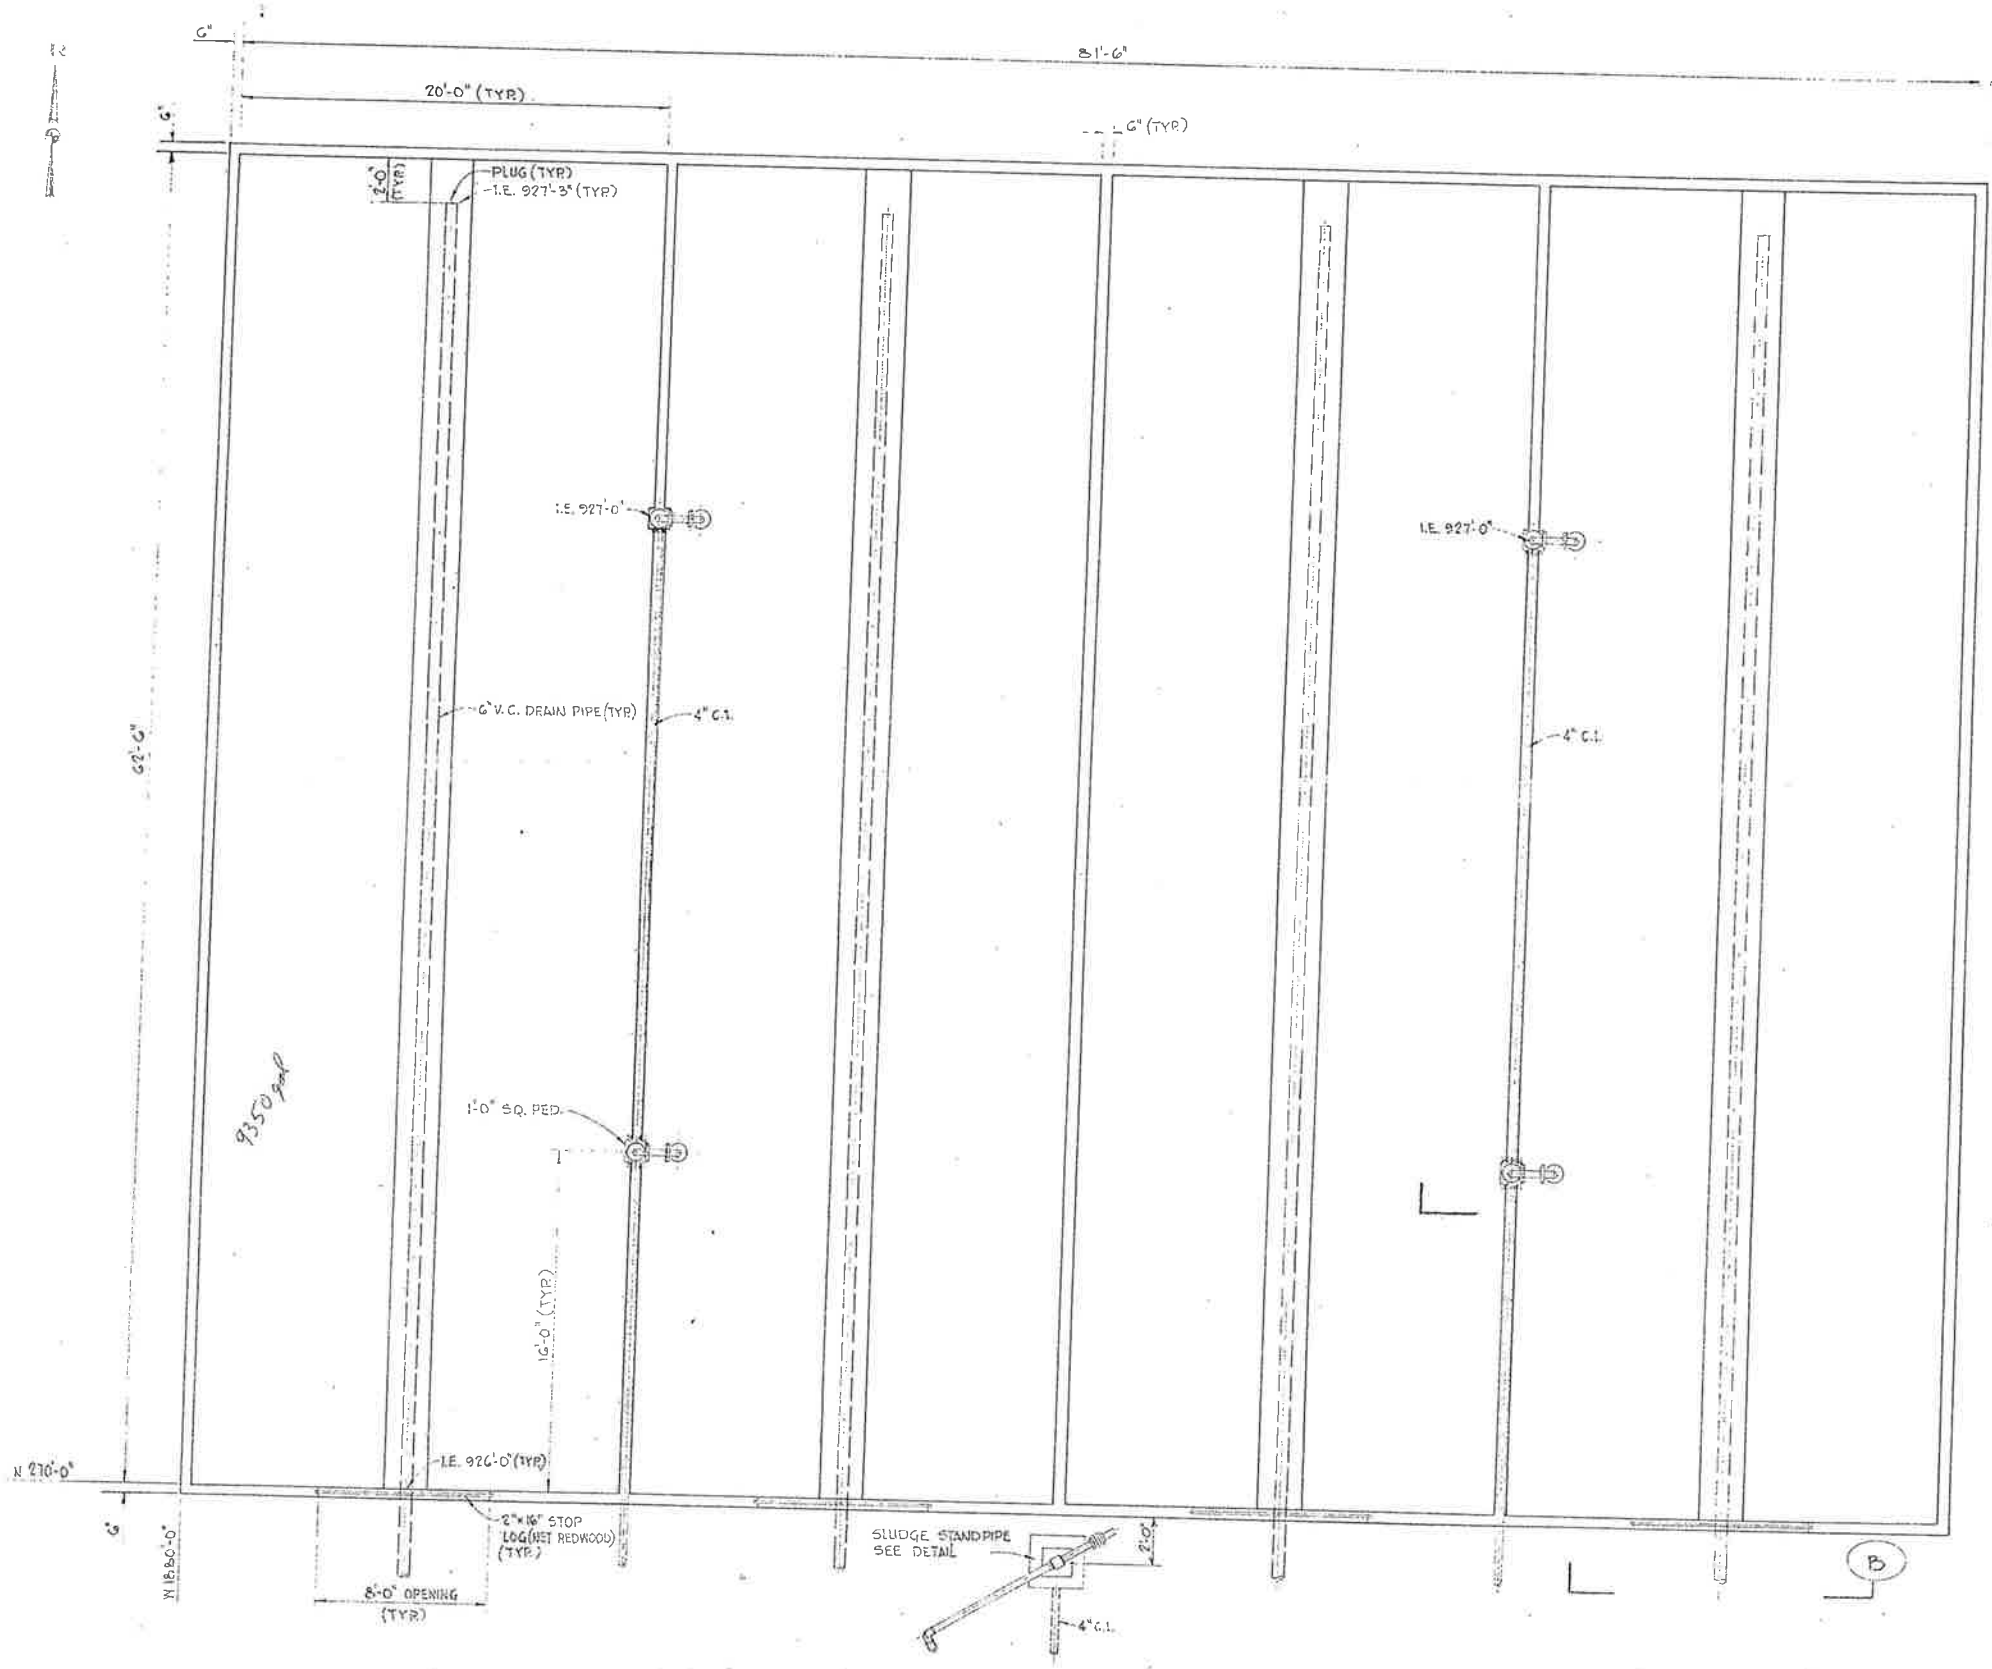 6"
81'-6"
20'-0" (TYP.)
6"
6" (TYP.)
2'-0"
(TYP.)
PLUG (TYP.)
I.E. 927'-3" (TYP.)
I.E. 927'-0"
I.E. 927'-0"
6" V.C. DRAIN PIPE (TYP.)
4" C.I.
4" C.I.
62'-6"
9350 gal
1'-0" SQ. PED.
16'-0" (TYP.)
N 270'-0"
I.E. 926'-0" (TYP.)
6"
W 1880'-0"
2"x16" STOP
LOG (NET REDWOOD)
(TYP.)
8'-0" OPENING
(TYP.)
SLUDGE STANDPIPE
SEE DETAIL
2'-0"
4" C.I.
B